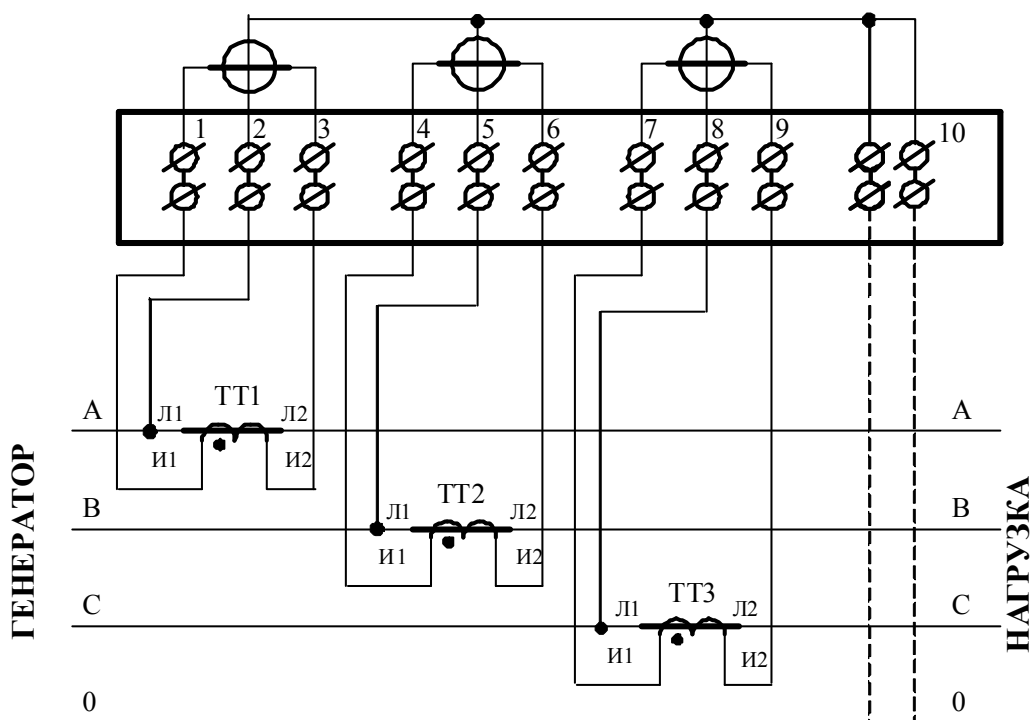 1 2 3 4 5 6 7 8 9 10
ТТ1
А Л1 Л2 А
И1 И2
ТТ2
В Л1 Л2 В
И1 И2
ТТ3
С Л1 Л2 С
И1 И2
0 0
ГЕНЕРАТОР
НАГРУЗКА